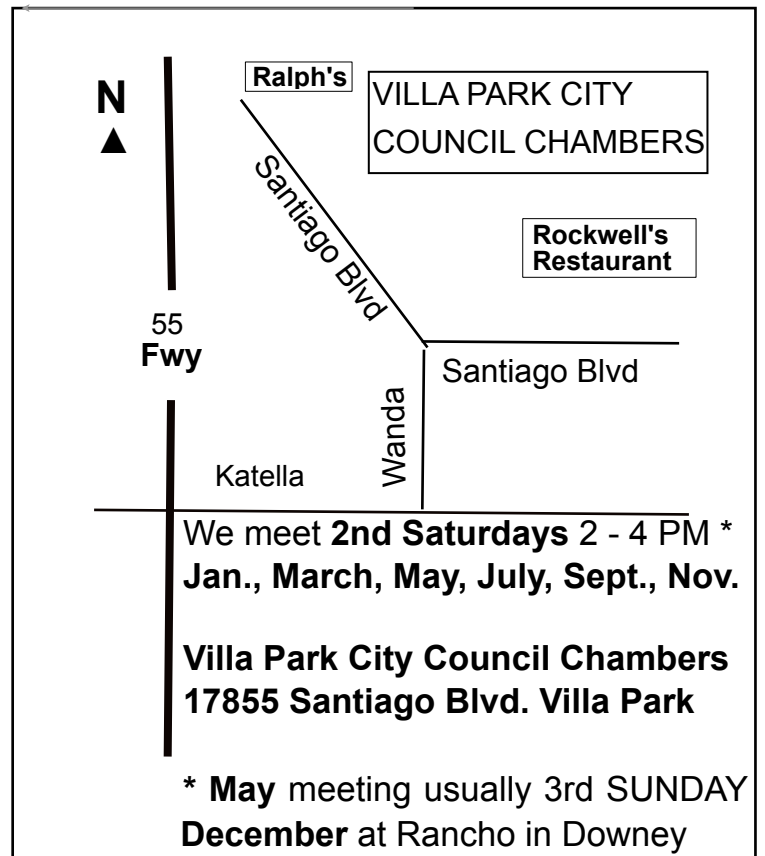 Ralph's
N
VILLA PARK CITY
COUNCIL CHAMBERS
Santiago Blvd
Rockwell's
Restaurant
55
Fwy
Santiago Blvd
Wanda
Katella
We meet 2nd Saturdays 2 - 4 PM *
Jan., March, May, July, Sept., Nov.
Villa Park City Council Chambers
17855 Santiago Blvd. Villa Park
* May meeting usually 3rd SUNDAY
December at Rancho in Downey